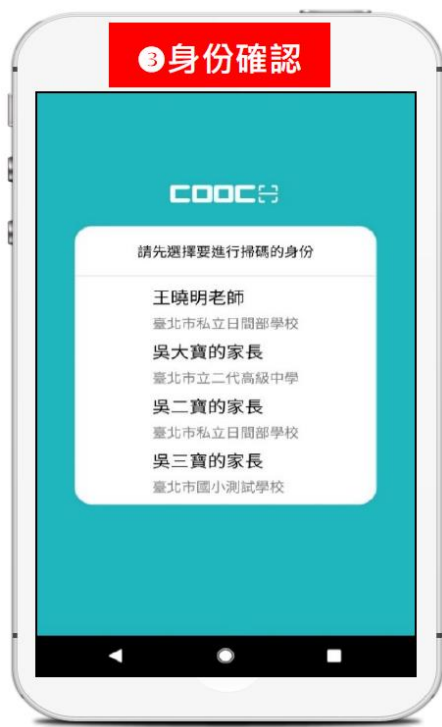 ❸身份確認
COOC
請先選擇要進行掃碼的身份
王曉明老師
臺北市私立日間部學校
吳大寶的家長
臺北市立二代高級中學
吳二寶的家長
臺北市私立日間部學校
吳三寶的家長
臺北市國小測試學校